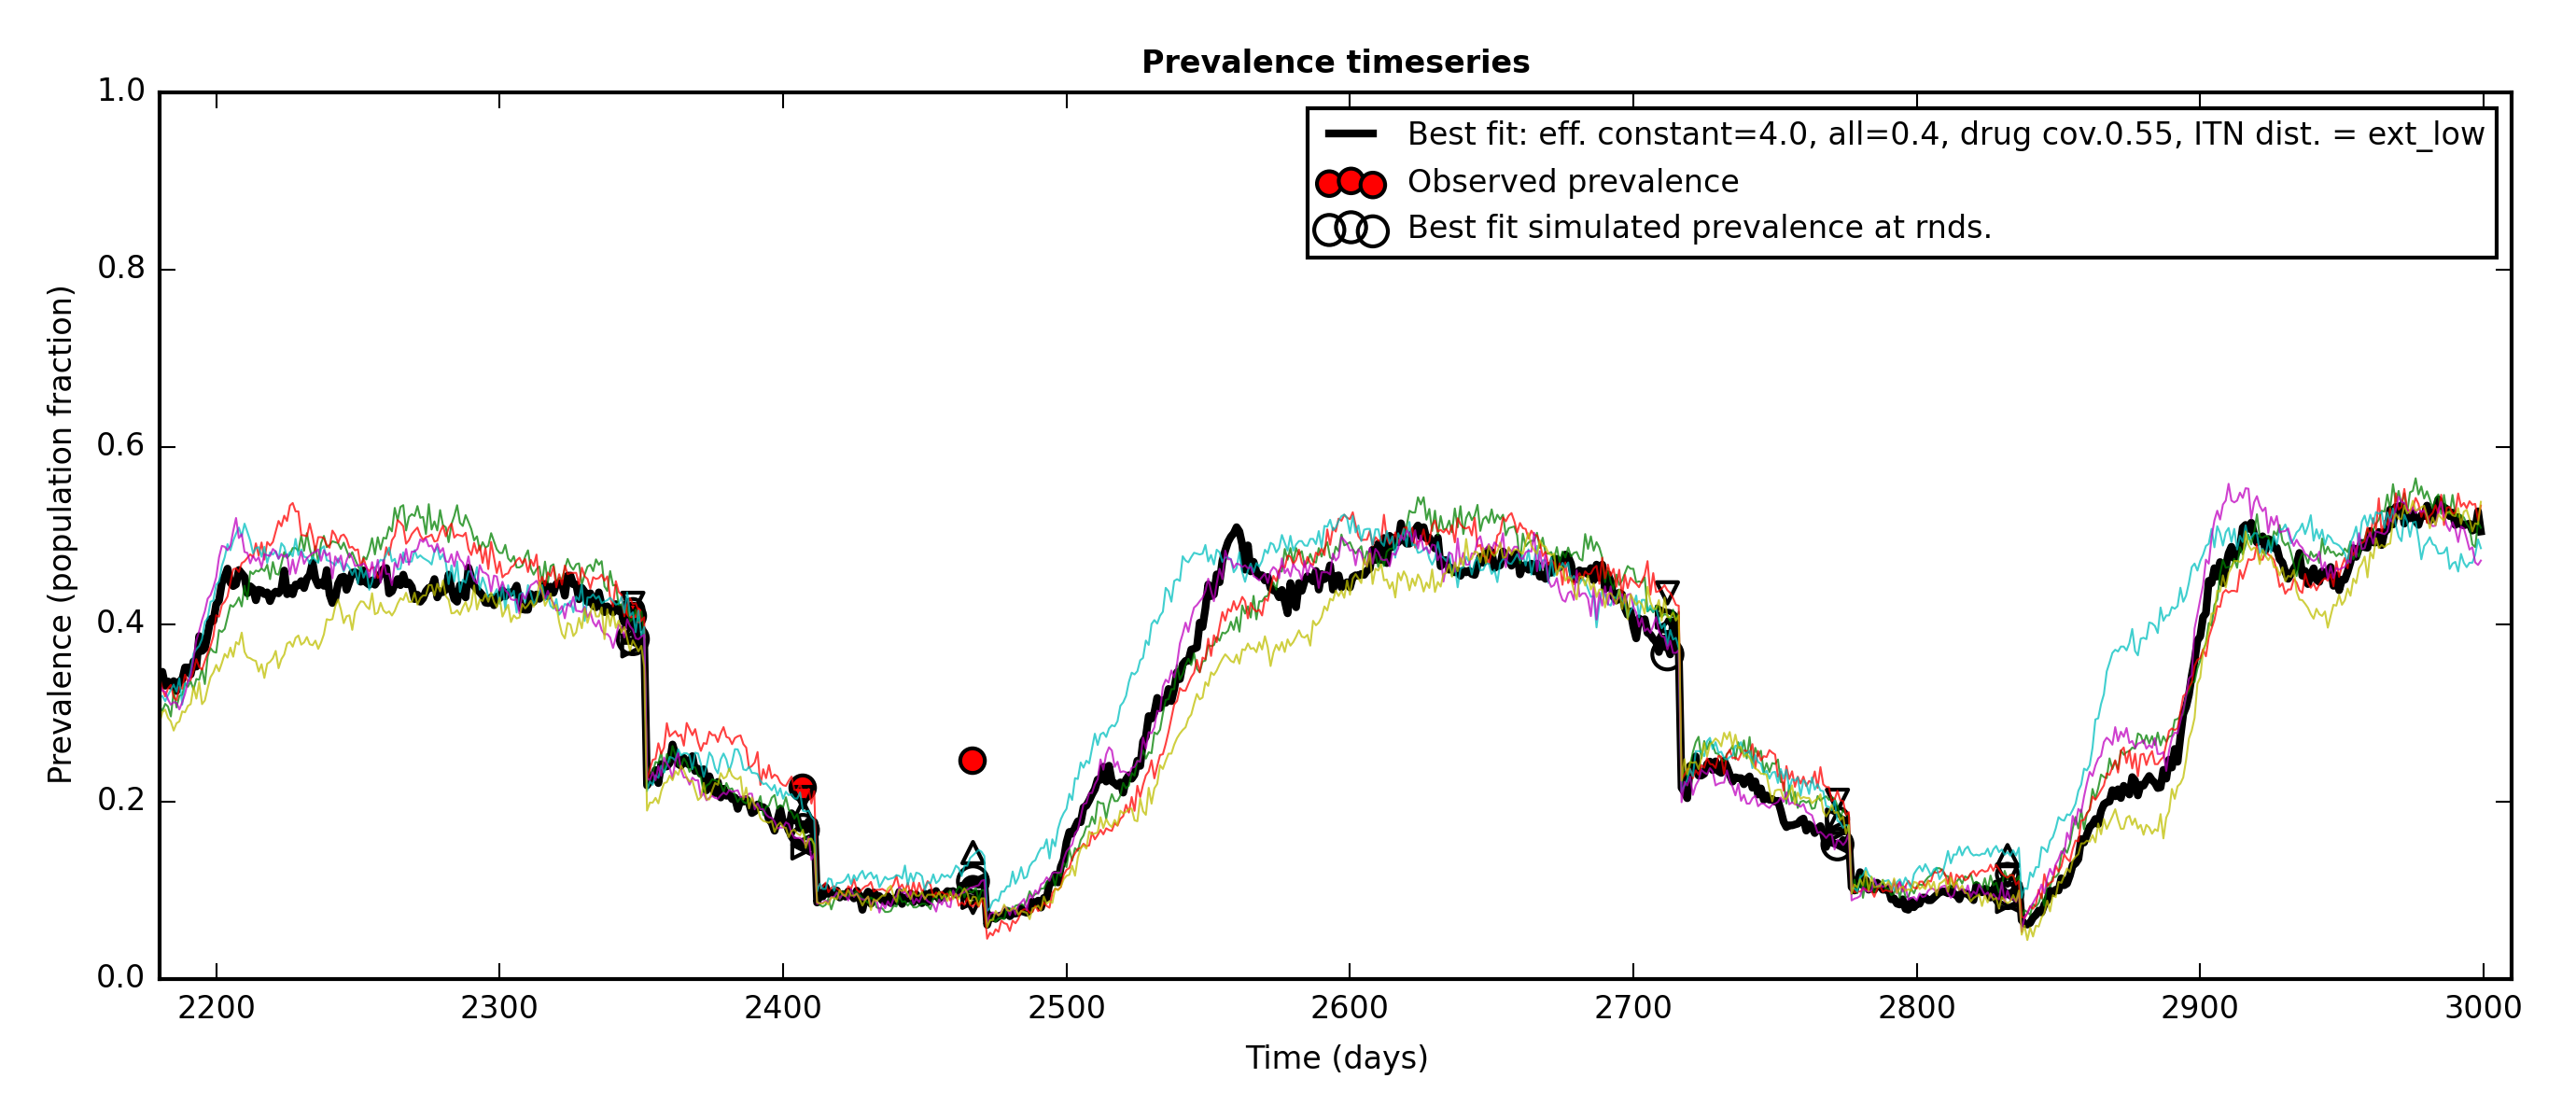 Prevalence timeseries
1.0
0.8
0.6
0.4
0.2
0.0
Prevalence (population fraction)
Best fit: eff. constant=4.0, all=0.4, drug cov.0.55, ITN dist. = ext_low
Observed prevalence
Best fit simulated prevalence at rnds.
2200 2300 2400 2500 2600 2700 2800 2900 3000
Time (days)